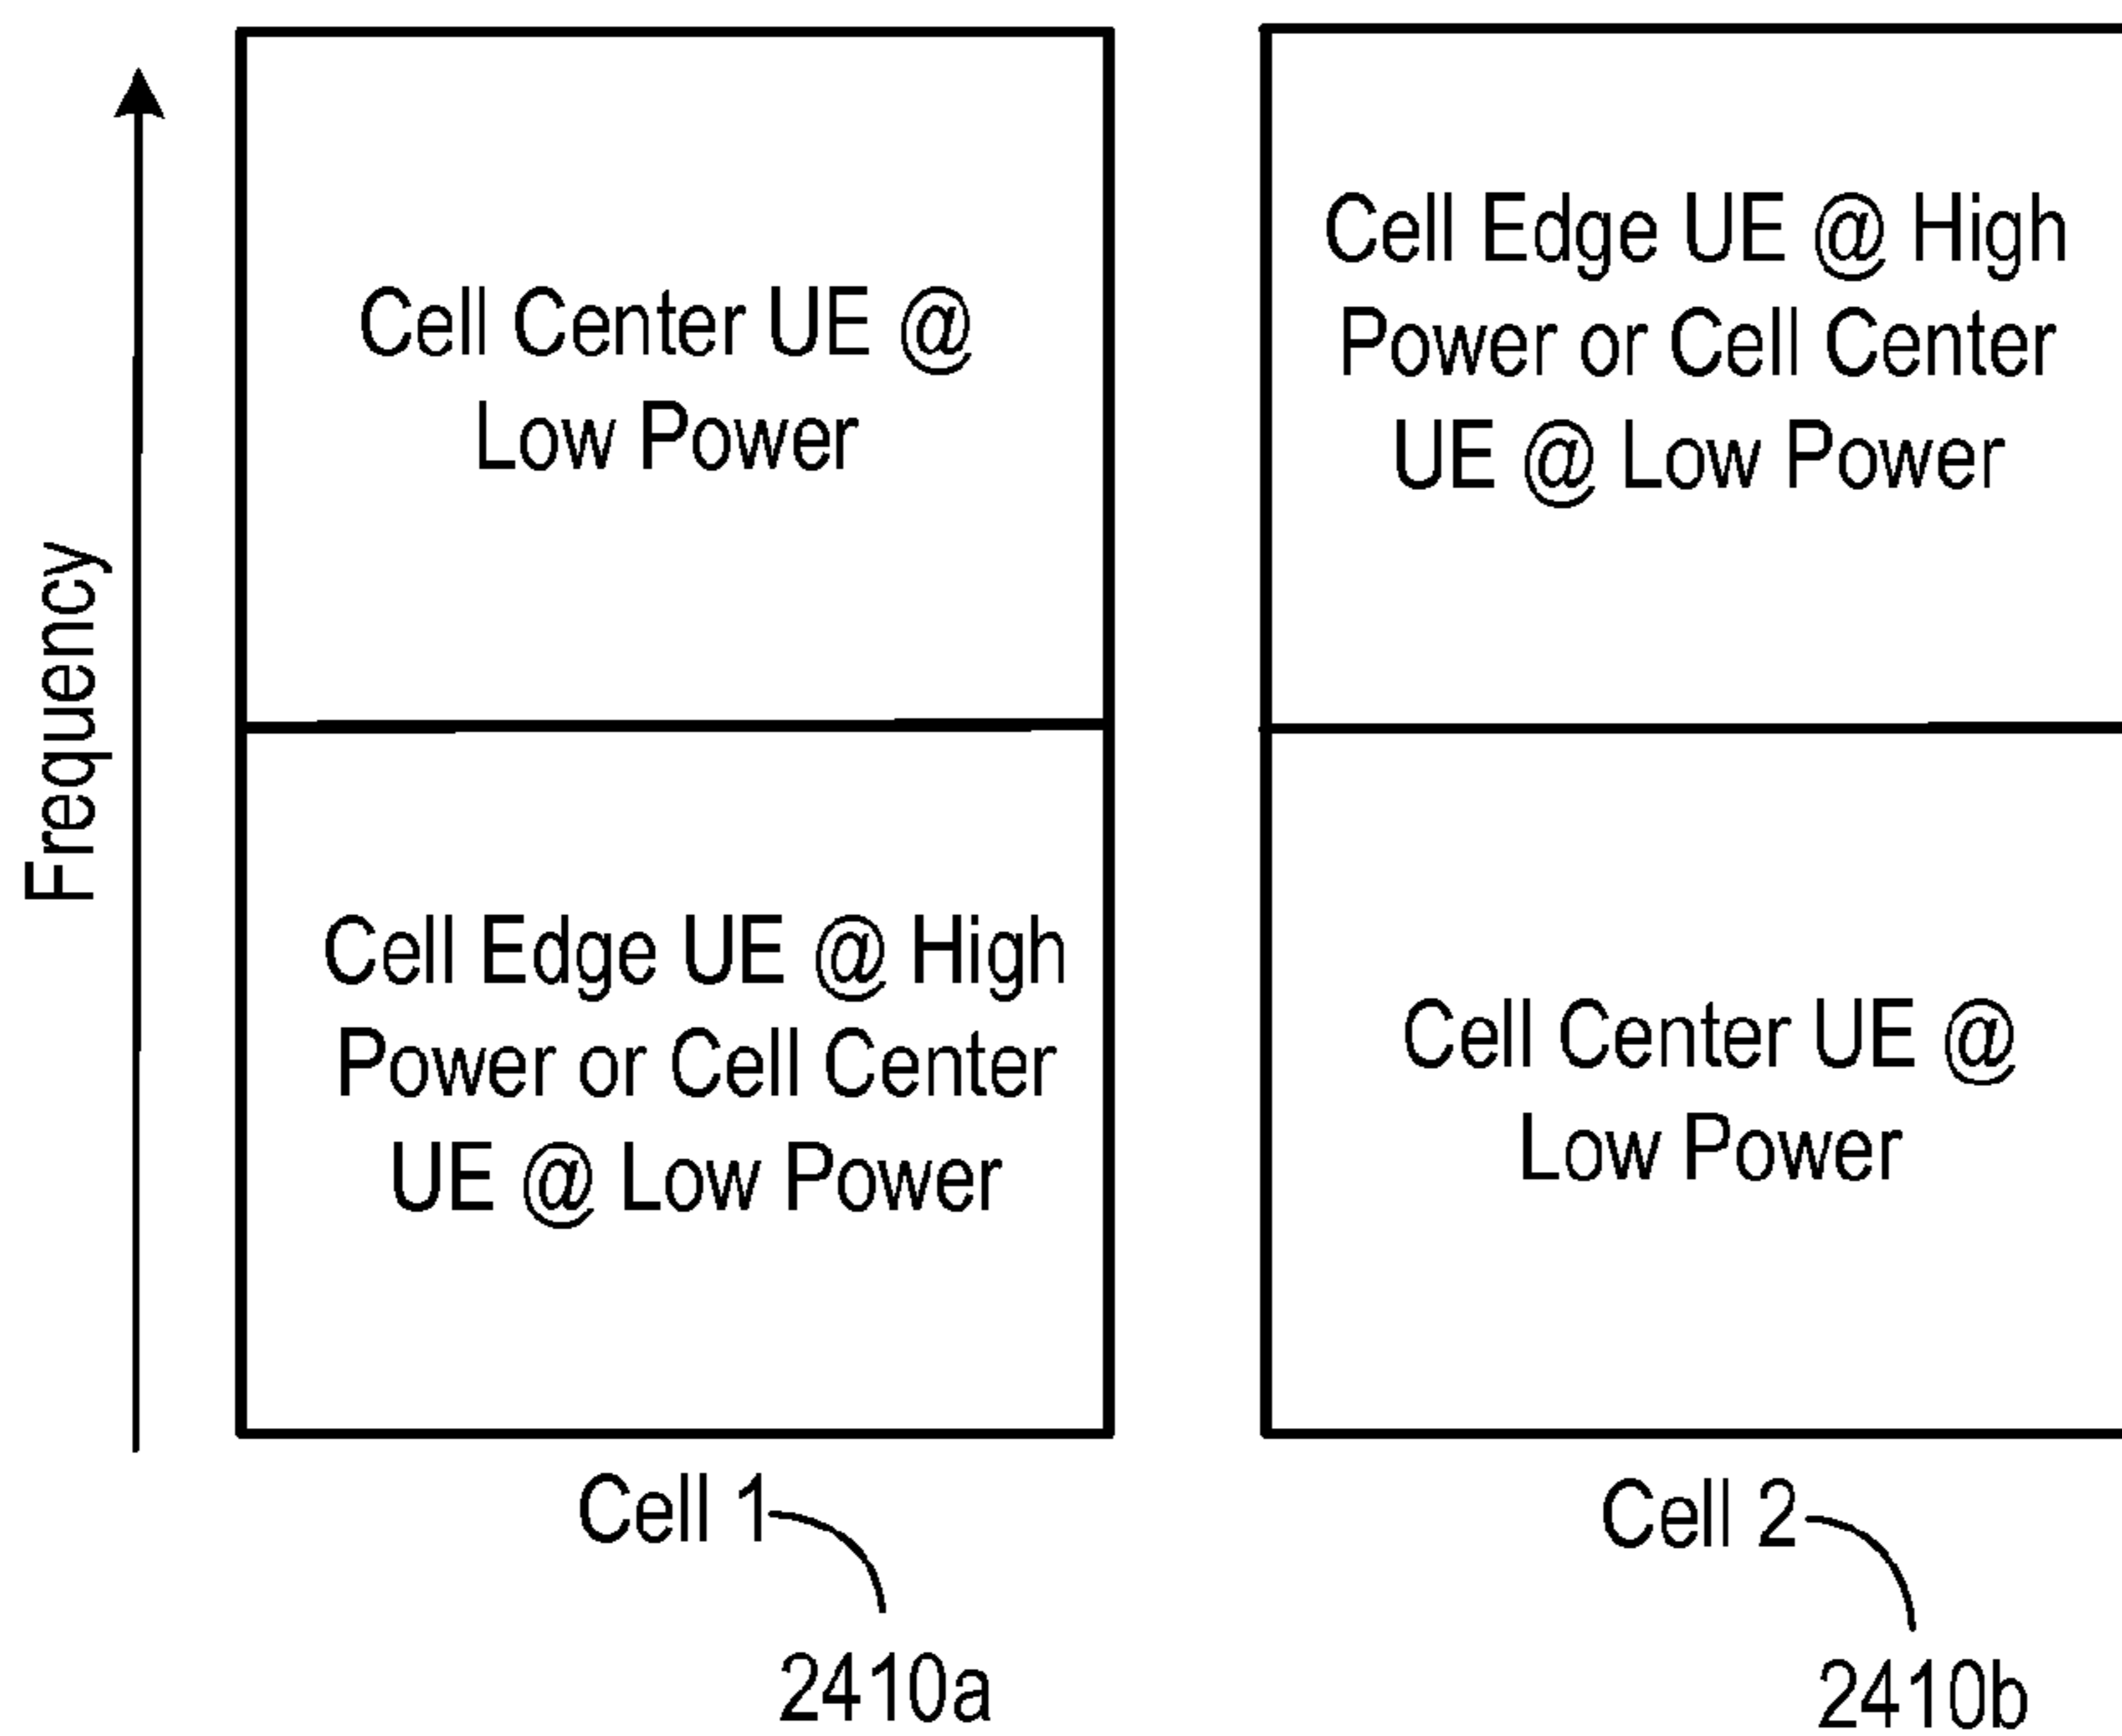 Frequency
Cell Center UE @
Low Power
Cell Edge UE @ High
Power or Cell Center
UE @ Low Power
Cell 1
2410a
Cell Edge UE @ High
Power or Cell Center
UE @ Low Power
Cell Center UE @
Low Power
Cell 2
2410b